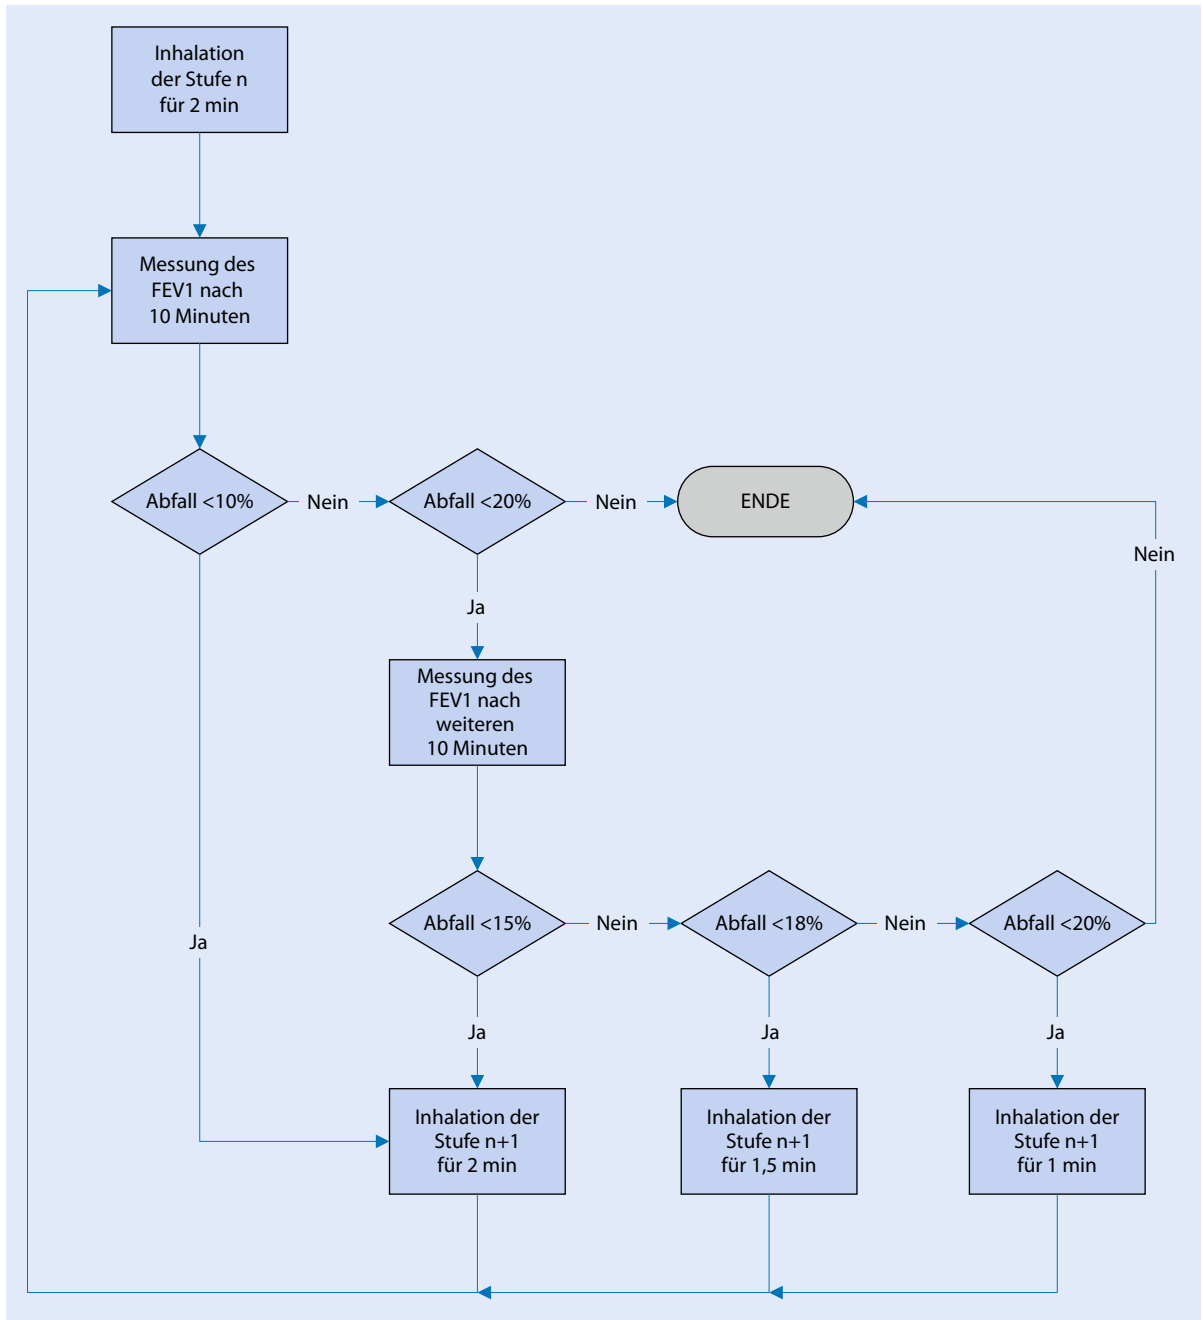 Inhalation
der Stufe n
für 2 min
Messung des
FEV1 nach
10 Minuten
Abfall <10%
Nein
Abfall <20%
Nein
ENDE
Nein
Ja
Messung des
FEV1 nach
weiteren
10 Minuten
Abfall <15%
Nein
Abfall <18%
Nein
Abfall <20%
Ja
Ja
Ja
Ja
Inhalation der
Stufe n+1
für 2 min
Inhalation der
Stufe n+1
für 1,5 min
Inhalation der
Stufe n+1
für 1 min